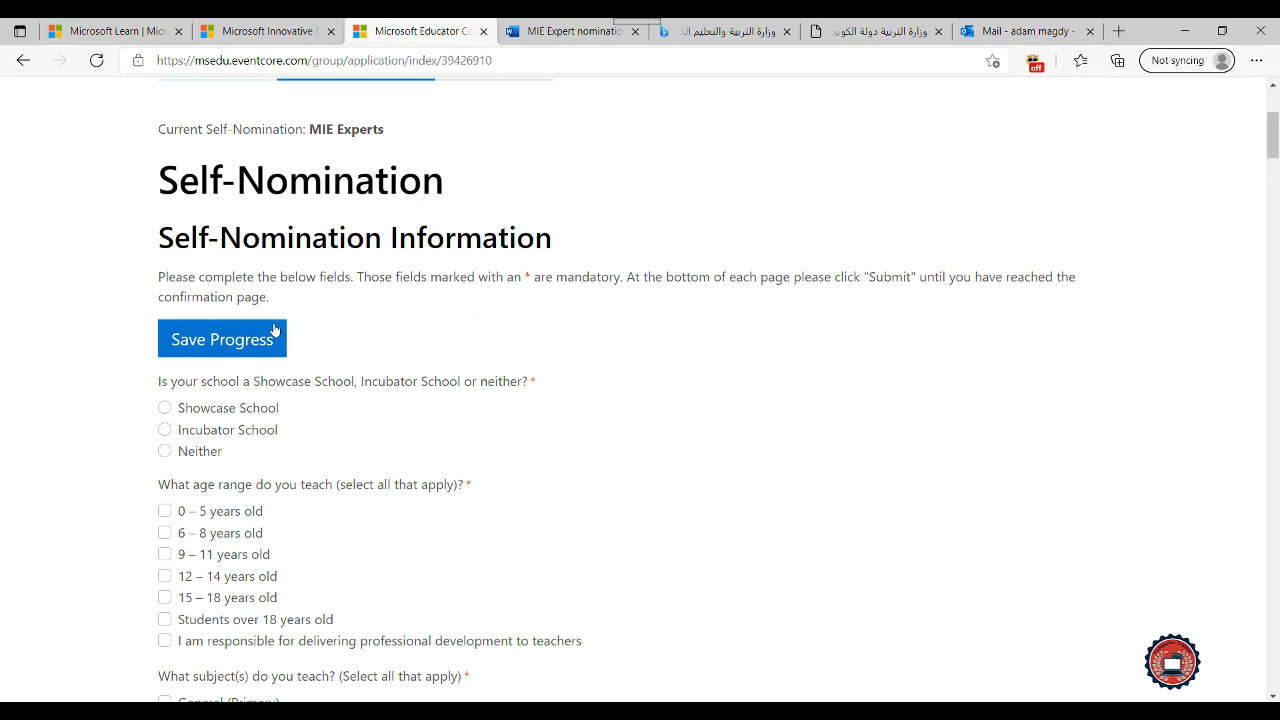 Microsoft Learn | Mic
Microsoft Innovative E
Microsoft Educator Ce
MIE Expert nominatio
وزارة التربية والتعليم ال
وزارة التربية دولة الكوي
Mail - adam magdy -
https://msedu.eventcore.com/group/application/index/39426910
off
Not syncing
Current Self-Nomination: MIE Experts
Self-Nomination
Self-Nomination Information
Please complete the below fields. Those fields marked with an * are mandatory. At the bottom of each page please click "Submit" until you have reached the
confirmation page.
Save Progress
Is your school a Showcase School, Incubator School or neither? *
Showcase School
Incubator School
Neither
What age range do you teach (select all that apply)? *
0 – 5 years old
6 – 8 years old
9 – 11 years old
12 – 14 years old
15 – 18 years old
Students over 18 years old
I am responsible for delivering professional development to teachers
What subject(s) do you teach? (Select all that apply) *
General (Primary)